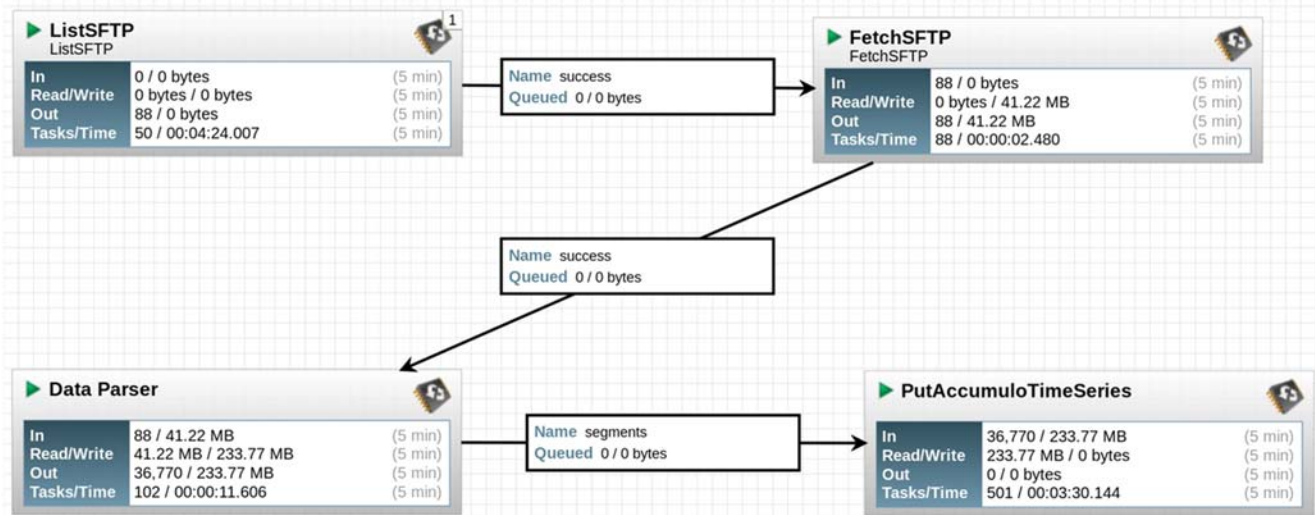 ListSFTP
1
ListSFTP
In 0 / 0 bytes (5 min)
Read/Write 0 bytes / 0 bytes (5 min)
Out 88 / 0 bytes (5 min)
Tasks/Time 50 / 00:04:24.007 (5 min)
Name success
Queued 0 / 0 bytes
FetchSFTP
FetchSFTP
In 88 / 0 bytes (5 min)
Read/Write 0 bytes / 41.22 MB (5 min)
Out 88 / 41.22 MB (5 min)
Tasks/Time 88 / 00:00:02.480 (5 min)
Name success
Queued 0 / 0 bytes
Data Parser
In 88 / 41.22 MB (5 min)
Read/Write 41.22 MB / 233.77 MB (5 min)
Out 36,770 / 233.77 MB (5 min)
Tasks/Time 102 / 00:00:11.606 (5 min)
Name segments
Queued 0 / 0 bytes
PutAccumuloTimeSeries
In 36,770 / 233.77 MB (5 min)
Read/Write 233.77 MB / 0 bytes (5 min)
Out 0 / 0 bytes (5 min)
Tasks/Time 501 / 00:03:30.144 (5 min)